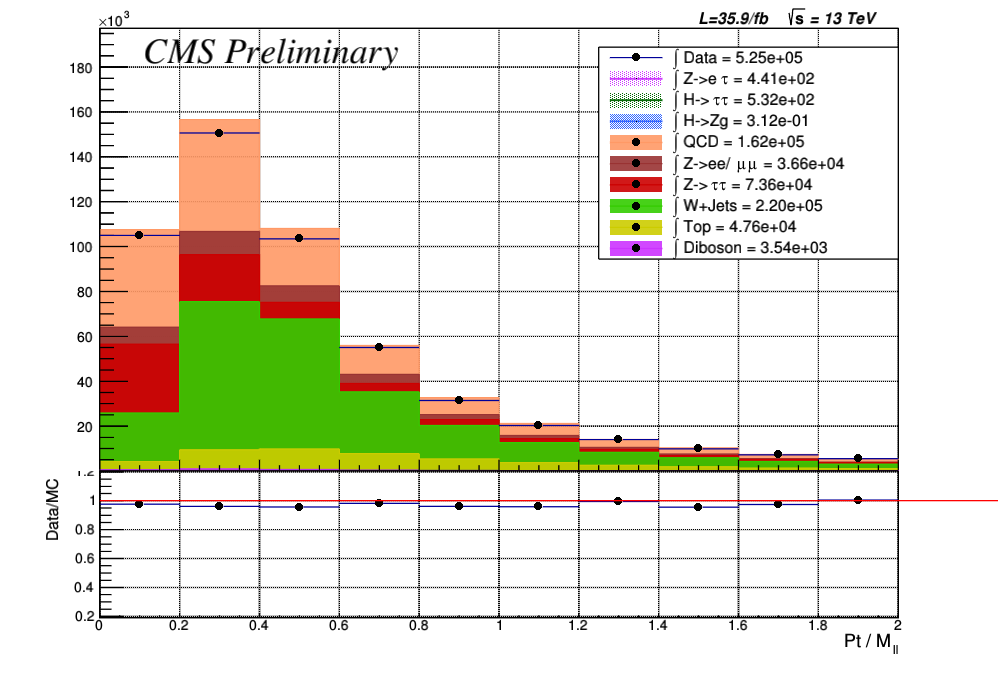 ×10³
L=35.9/fb √s = 13 TeV
CMS Preliminary
∫ Data = 5.25e+05
∫ Z->e τ = 4.41e+02
∫ H-> ττ = 5.32e+02
∫ H->Zg = 3.12e-01
∫ QCD = 1.62e+05
∫ Z->ee/ μμ = 3.66e+04
∫ Z-> ττ = 7.36e+04
∫ W+Jets = 2.20e+05
∫ Top = 4.76e+04
∫ Diboson = 3.54e+03
180
160
140
120
100
80
60
40
20
Data/MC
1
0.8
0.6
0.4
0.2
0 0.2 0.4 0.6 0.8 1 1.2 1.4 1.6 1.8 2
Pt / M_ll